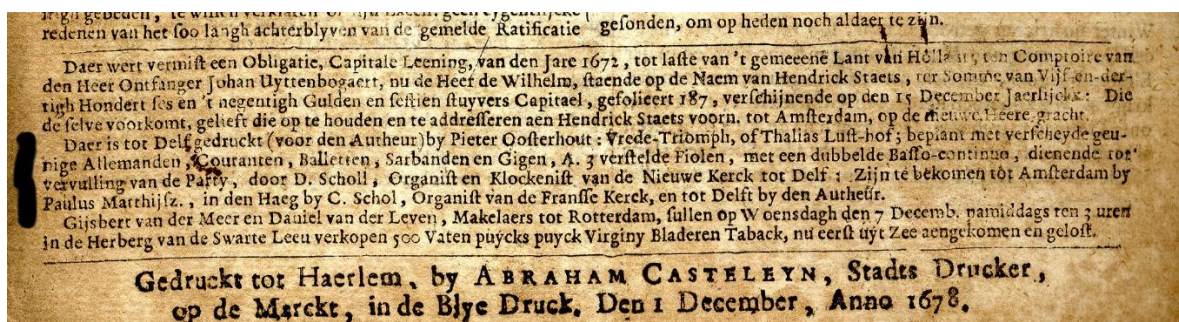 redenen van het soo langh achterblyven van de gemelde Ratificatie gesonden, om op heden noch aldaer te zijn.
Daer wert vermist een Obligatie, Capitale Leening, van den Jare 1672, tot laste van 't gemeene Lant van Hollant, ten Comptoire van
den Heer Ontfanger Johan Uyttenbogaert, nu de Heer de Wilhelm, staende op de Naem van Hendrick Staets, ter Somme van Vijf-en-der-
tigh Hondert ses en 't negentigh Gulden en sestien stuyvers Capitael, gefolieert 187, verschijnende op den 15 December Jaerlijckx: Die
de selve voorkomt, gelieft die op te houden en te addresseren aen Hendrick Staets voorn. tot Amsterdam, op de nieuwe Heere gracht.
Daer is tot Delf gedruckt (voor den Autheur) by Pieter Oosterhout: Vrede-Triomph, of Thalias Lust-hof; beplant met verscheyde geu-
nige Allemanden, Couranten, Balletten, Sarbanden en Gigen, A. 3 verstelde Fiolen, met een dubbelde Basso-continuo, dienende tot
vervulling van de Party, door D. Scholl, Organist en Klockenist van de Nieuwe Kerck tot Delf: Zijn te bekomen tot Amsterdam by
Paulus Matthijsz., in den Haeg by C. Schol, Organist van de Franse Kerck, en tot Delft by den Autheur.
Gijsbert van der Meer en Daniel van der Leven, Makelaers tot Rotterdam, sullen op Woensdagh den 7 Decemb. namiddags ten 3 uren
in de Herberg van de Swarte Leeu verkopen 500 Vaten puycks puyck Virginy Bladeren Taback, nu eerst uyt Zee aengekomen en gelost.
Gedruckt tot Haerlem, by ABRAHAM CASTELEYN, Stadts Drucker,
op de Marckt, in de Blye Druck. Den 1 December, Anno 1678.